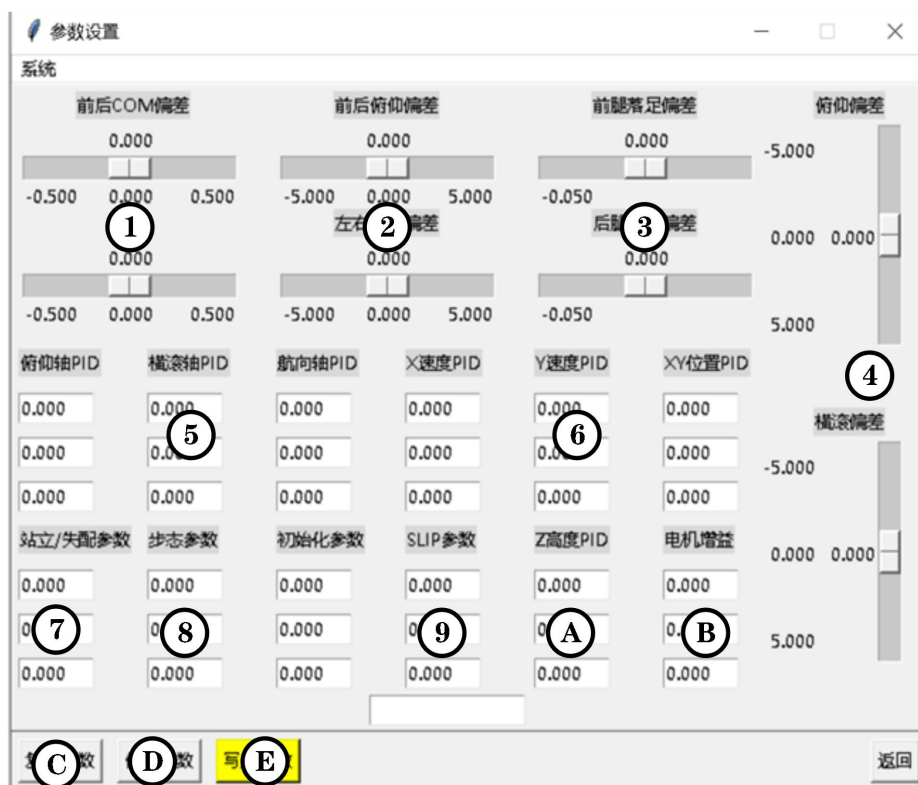 参数设置
系统
前后COM偏差 前后俯仰偏差 前腿落足偏差 俯仰偏差
0.000 0.000 0.000
-5.000
-0.500 0.000 0.500 -5.000 0.000 5.000 -0.050
1 左右 2 偏差 后腿 3 偏差
0.000 0.000
0.000 0.000 0.000
-0.500 0.000 0.500 -5.000 0.000 5.000 -0.050
5.000
俯仰轴PID 横滚轴PID 航向轴PID X速度PID Y速度PID XY位置PID
4
0.000 0.000 0.000 0.000 0.000 0.000
横滚偏差
5 6
0.000 0.000 0.000 0.000
-5.000
0.000 0.000 0.000 0.000 0.000 0.000
站立/失配参数 步态参数 初始化参数 SLIP参数 Z高度PID 电机增益
0.000 0.000
0.000 0.000 0.000 0.000 0.000 0.000
7 8 0.000 9 A B
5.000
0.000 0.000 0.000 0.000 0.000 0.000
C 数 D 数 写 E 返回